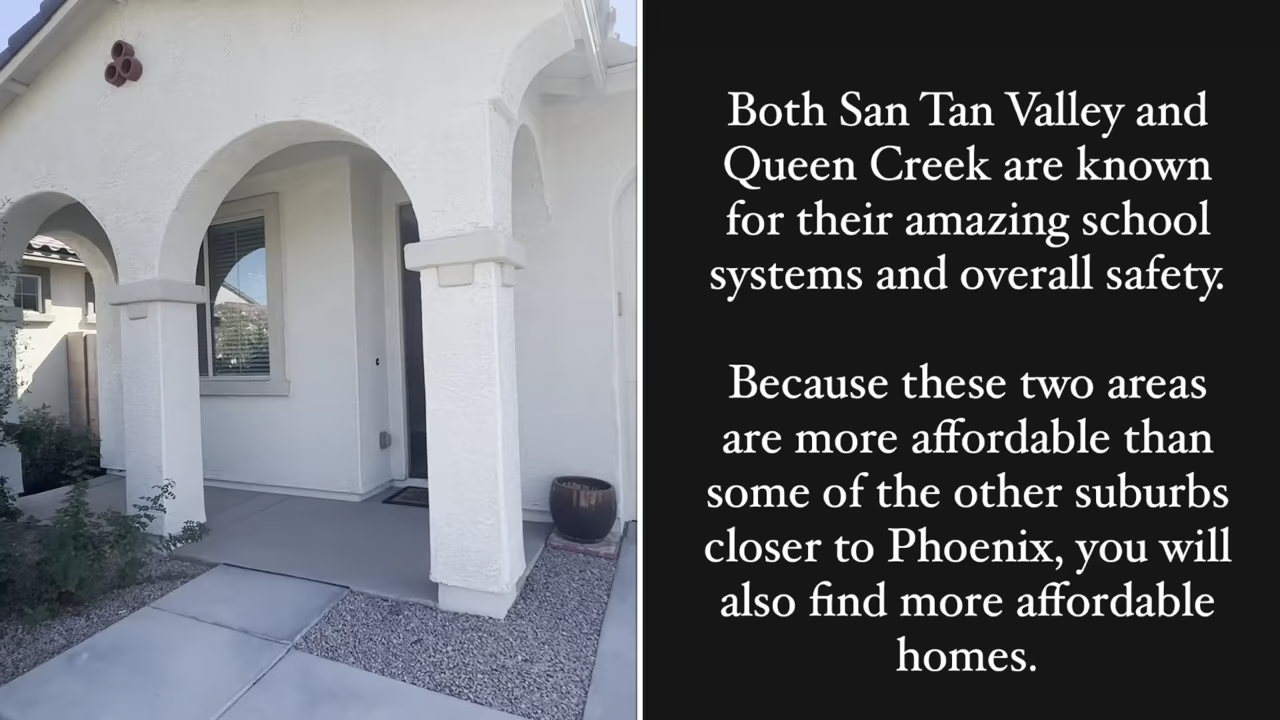 Both San Tan Valley and
Queen Creek are known
for their amazing school
systems and overall safety.
Because these two areas
are more affordable than
some of the other suburbs
closer to Phoenix, you will
also find more affordable
homes.